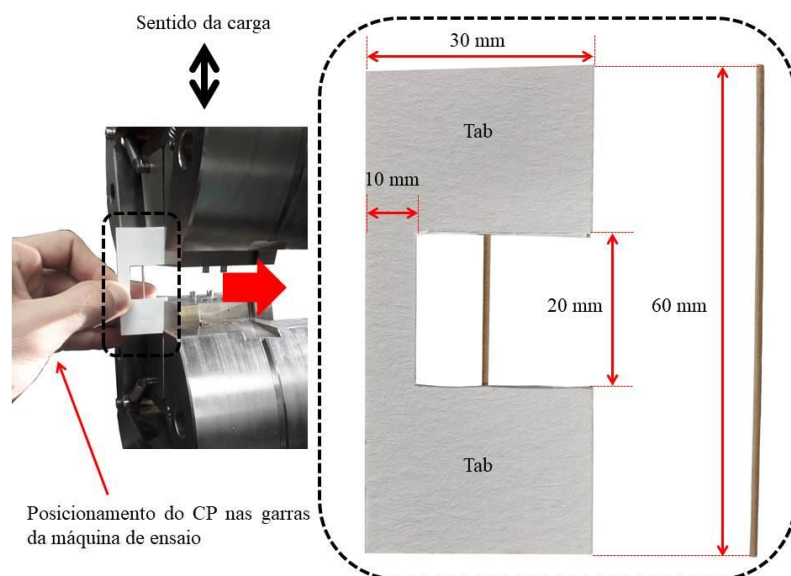 Sentido da carga
30 mm
Tab
10 mm
20 mm
60 mm
Tab
Posicionamento do CP nas garras
da máquina de ensaio